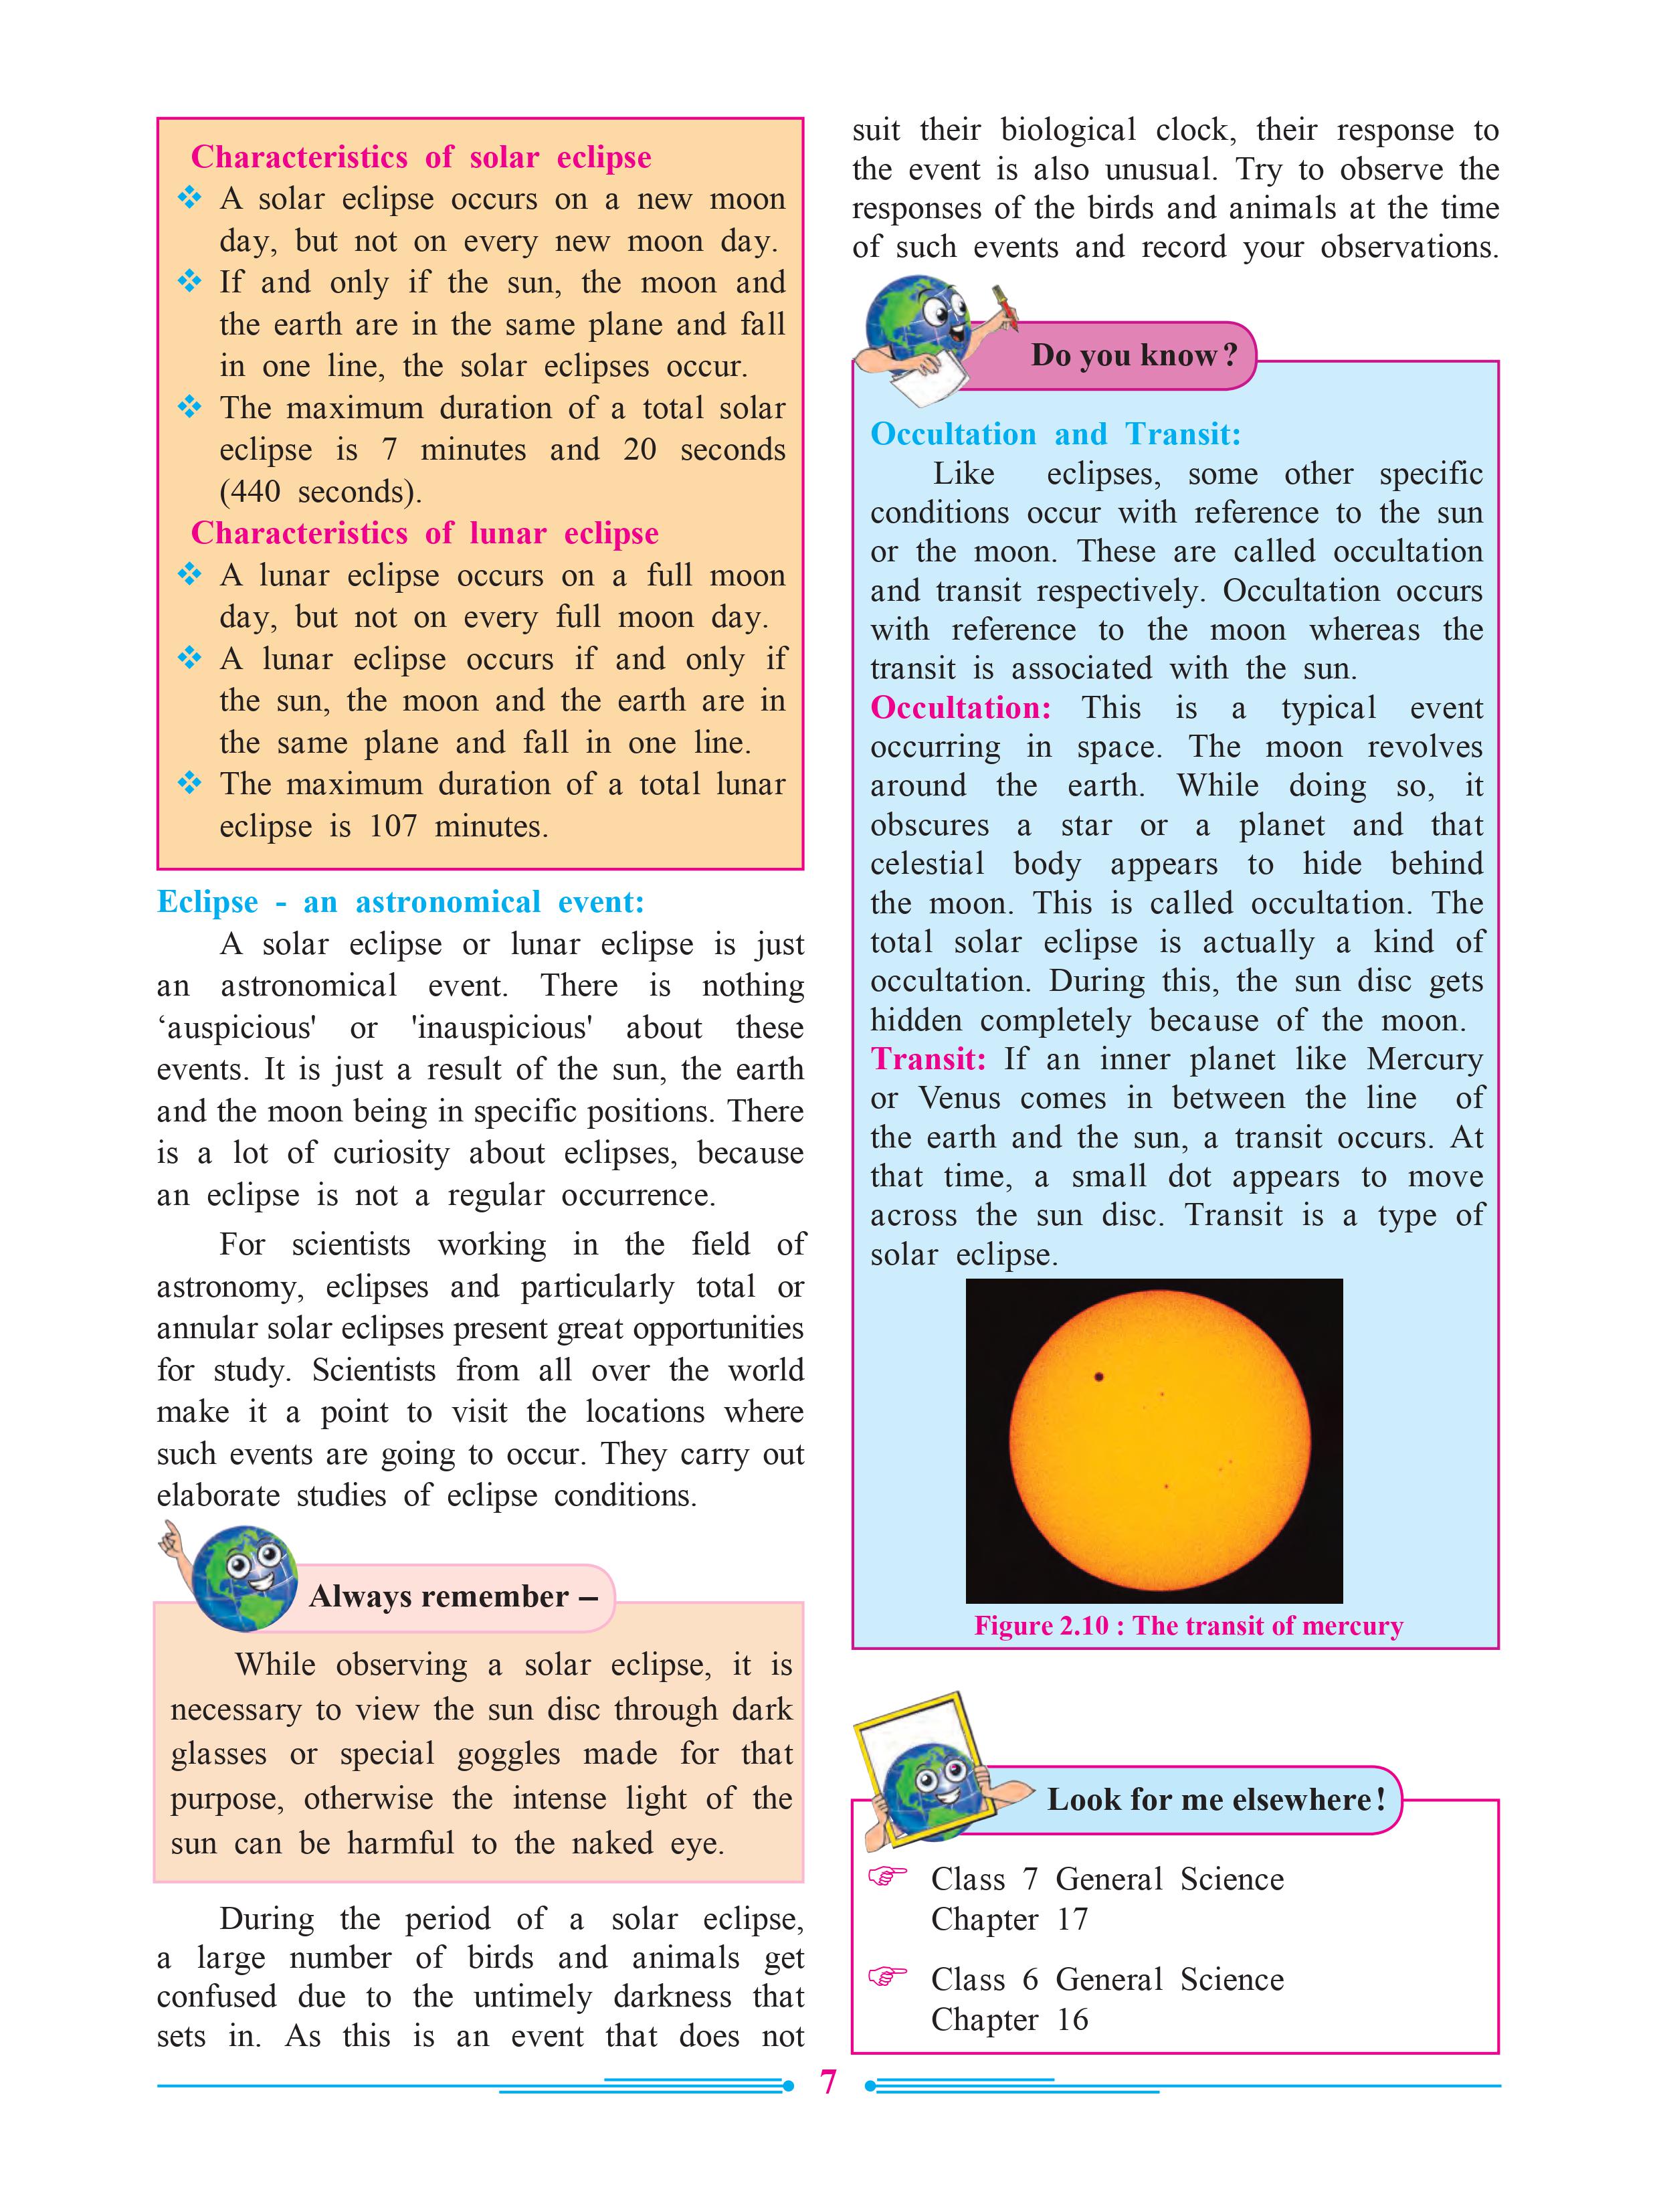 Characteristics of solar eclipse
❖ A solar eclipse occurs on a new moon
day, but not on every new moon day.
❖ If and only if the sun, the moon and
the earth are in the same plane and fall
in one line, the solar eclipses occur.
❖ The maximum duration of a total solar
eclipse is 7 minutes and 20 seconds
(440 seconds).
Characteristics of lunar eclipse
❖ A lunar eclipse occurs on a full moon
day, but not on every full moon day.
❖ A lunar eclipse occurs if and only if
the sun, the moon and the earth are in
the same plane and fall in one line.
❖ The maximum duration of a total lunar
eclipse is 107 minutes.
Eclipse - an astronomical event:
A solar eclipse or lunar eclipse is just
an astronomical event. There is nothing
‘auspicious' or 'inauspicious' about these
events. It is just a result of the sun, the earth
and the moon being in specific positions. There
is a lot of curiosity about eclipses, because
an eclipse is not a regular occurrence.
For scientists working in the field of
astronomy, eclipses and particularly total or
annular solar eclipses present great opportunities
for study. Scientists from all over the world
make it a point to visit the locations where
such events are going to occur. They carry out
elaborate studies of eclipse conditions.
Always remember –
While observing a solar eclipse, it is
necessary to view the sun disc through dark
glasses or special goggles made for that
purpose, otherwise the intense light of the
sun can be harmful to the naked eye.
During the period of a solar eclipse,
a large number of birds and animals get
confused due to the untimely darkness that
sets in. As this is an event that does not
suit their biological clock, their response to
the event is also unusual. Try to observe the
responses of the birds and animals at the time
of such events and record your observations.
Do you know?
Occultation and Transit:
Like eclipses, some other specific
conditions occur with reference to the sun
or the moon. These are called occultation
and transit respectively. Occultation occurs
with reference to the moon whereas the
transit is associated with the sun.
Occultation: This is a typical event
occurring in space. The moon revolves
around the earth. While doing so, it
obscures a star or a planet and that
celestial body appears to hide behind
the moon. This is called occultation. The
total solar eclipse is actually a kind of
occultation. During this, the sun disc gets
hidden completely because of the moon.
Transit: If an inner planet like Mercury
or Venus comes in between the line of
the earth and the sun, a transit occurs. At
that time, a small dot appears to move
across the sun disc. Transit is a type of
solar eclipse.
Figure 2.10 : The transit of mercury
Look for me elsewhere!
☞ Class 7 General Science
Chapter 17
☞ Class 6 General Science
Chapter 16
7